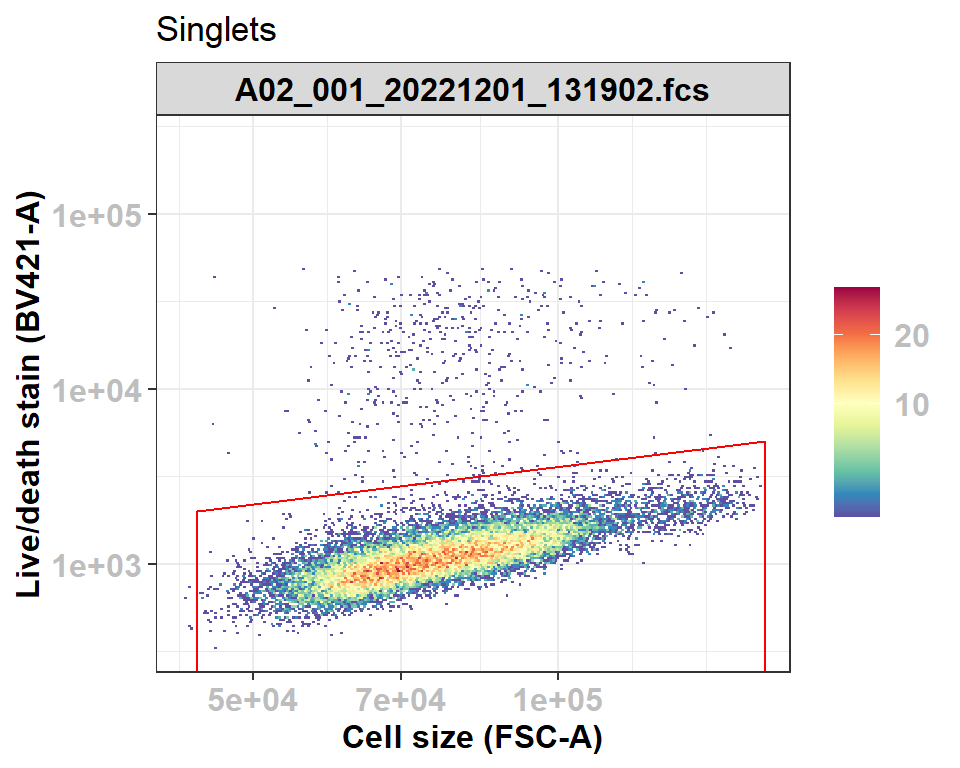 Singlets
A02_001_20221201_131902.fcs
Live/death stain (BV421-A)
1e+05
1e+04
1e+03
5e+04 7e+04 1e+05
Cell size (FSC-A)
20
10